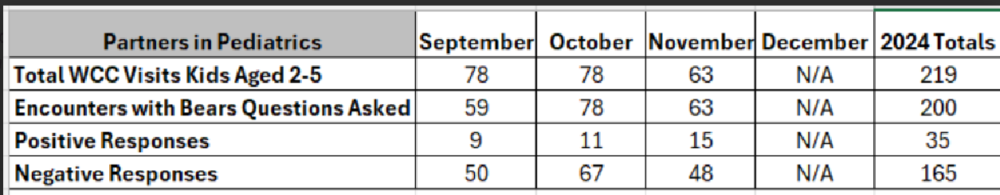 Partners in Pediatrics September October November December 2024 Totals
Total WCC Visits Kids Aged 2-5 78 78 63 N/A 219
Encounters with Bears Questions Asked 59 78 63 N/A 200
Positive Responses 9 11 15 N/A 35
Negative Responses 50 67 48 N/A 165